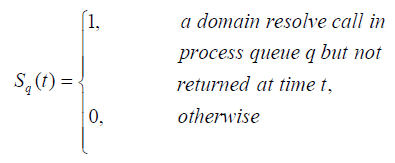 1, a domain resolve call in
process queue q but not
S_q(t) = { returned at time t,
0, otherwise